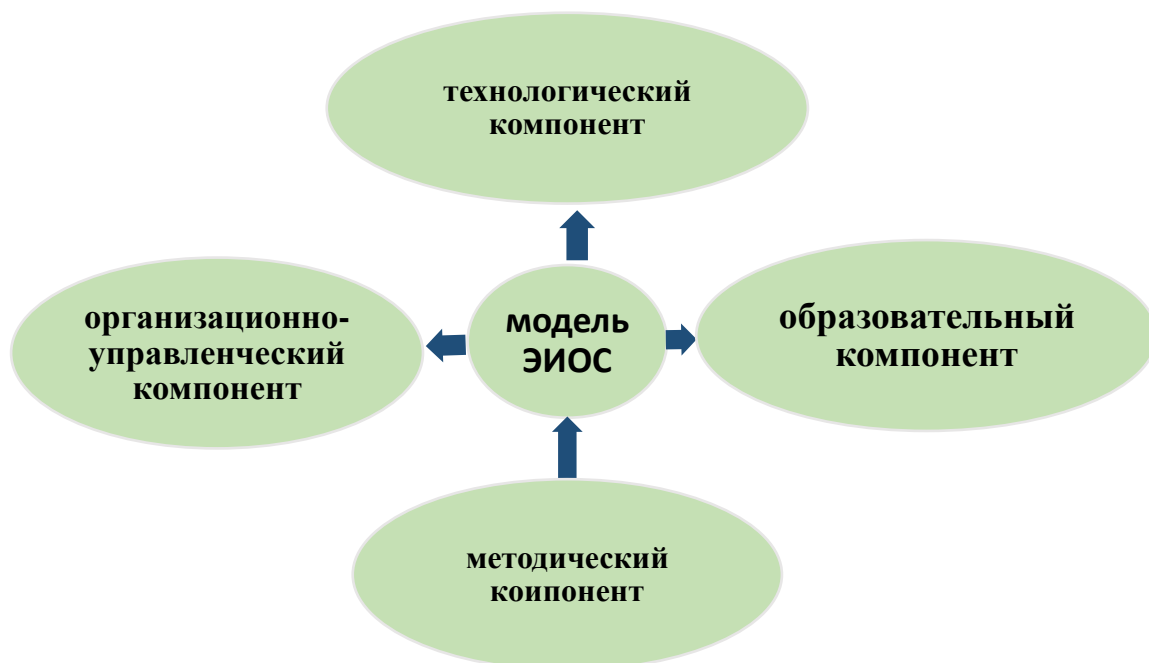 технологический
компонент
организационно-
управленческий
компонент
модель
ЭИОС
образовательный
компонент
методический
коипонент